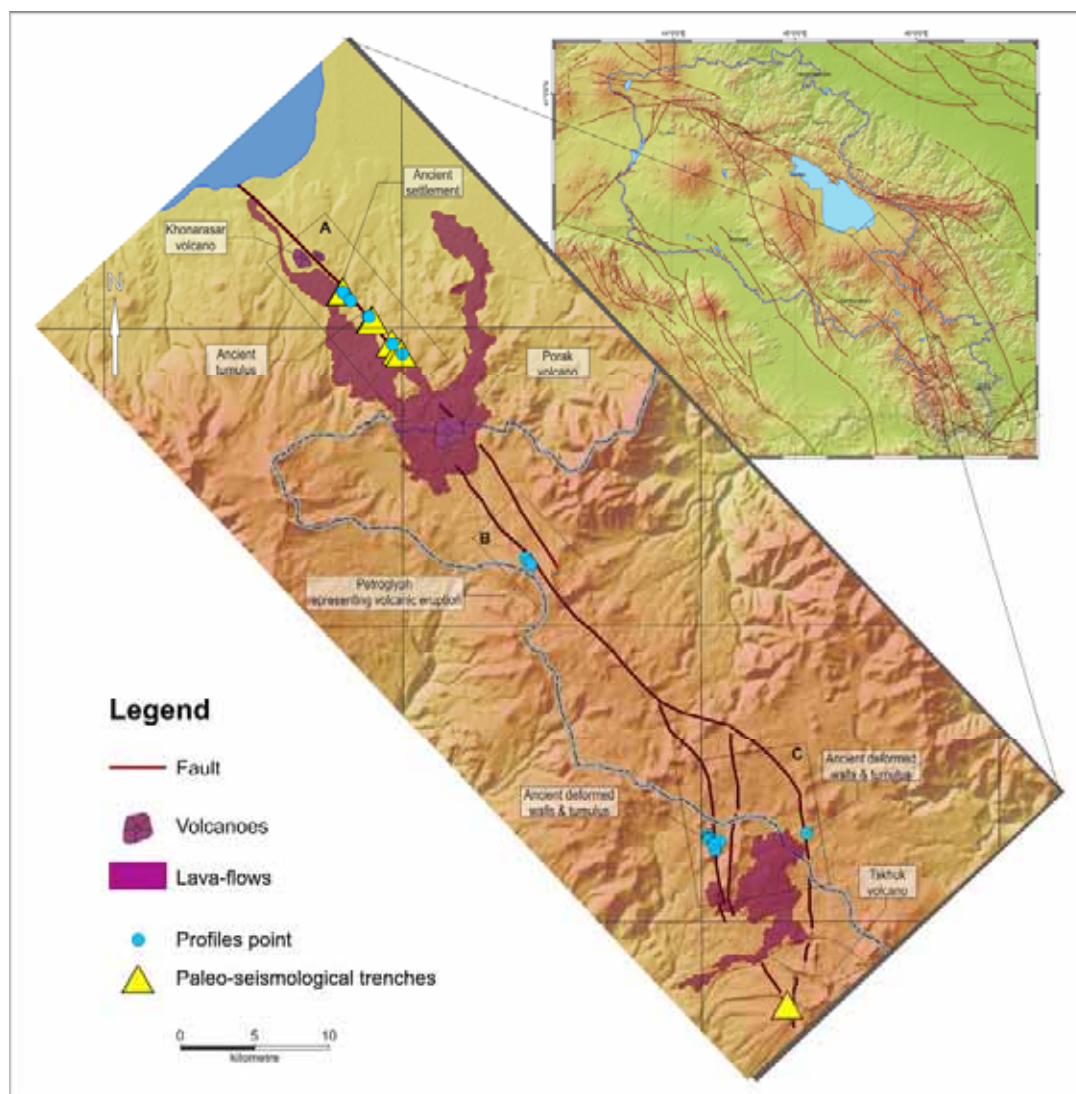 Ancient
settlement
Khonarasar
volcano
A
N
Ancient
tumulus
Porak
volcano
B
Petroglyph
representing volcanic eruption
C
Ancient deformed
walls & tumulus
Ancient deformed
walls & tumulus
Tskhuk
volcano
Legend
Fault
Volcanoes
Lava-flows
Profiles point
Paleo-seismological trenches
0 5 10
kilometre